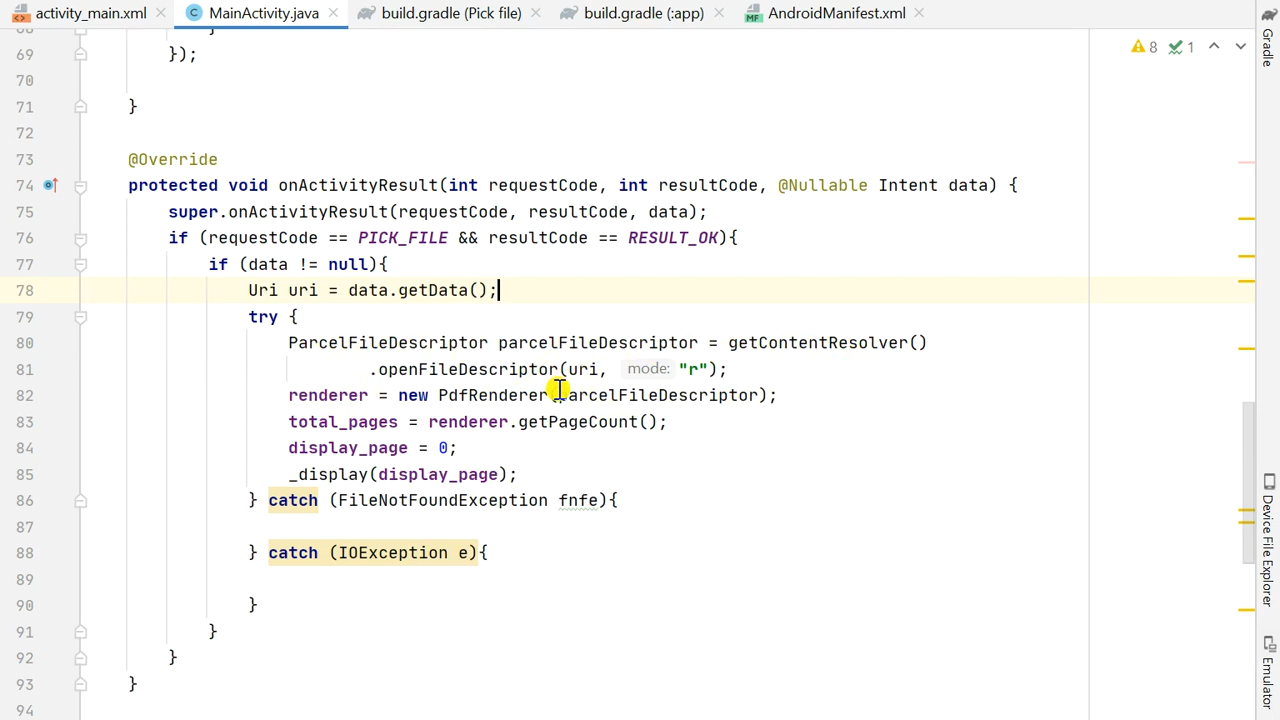 activity_main.xml MainActivity.java build.gradle (Pick file) build.gradle (:app) AndroidManifest.xml
8 1
Gradle
69 });
70
71 }
72
73 @Override
74 protected void onActivityResult(int requestCode, int resultCode, @Nullable Intent data) {
75 super.onActivityResult(requestCode, resultCode, data);
76 if (requestCode == PICK_FILE && resultCode == RESULT_OK){
77 if (data != null){
78 Uri uri = data.getData();
79 try {
80 ParcelFileDescriptor parcelFileDescriptor = getContentResolver()
81 .openFileDescriptor(uri, mode: "r");
82 renderer = new PdfRenderer(parcelFileDescriptor);
83 total_pages = renderer.getPageCount();
84 display_page = 0;
85 _display(display_page);
86 } catch (FileNotFoundException fnfe){
87
88 } catch (IOException e){
89
90 }
91 }
92 }
93 }
94
Device File Explorer
Emulator